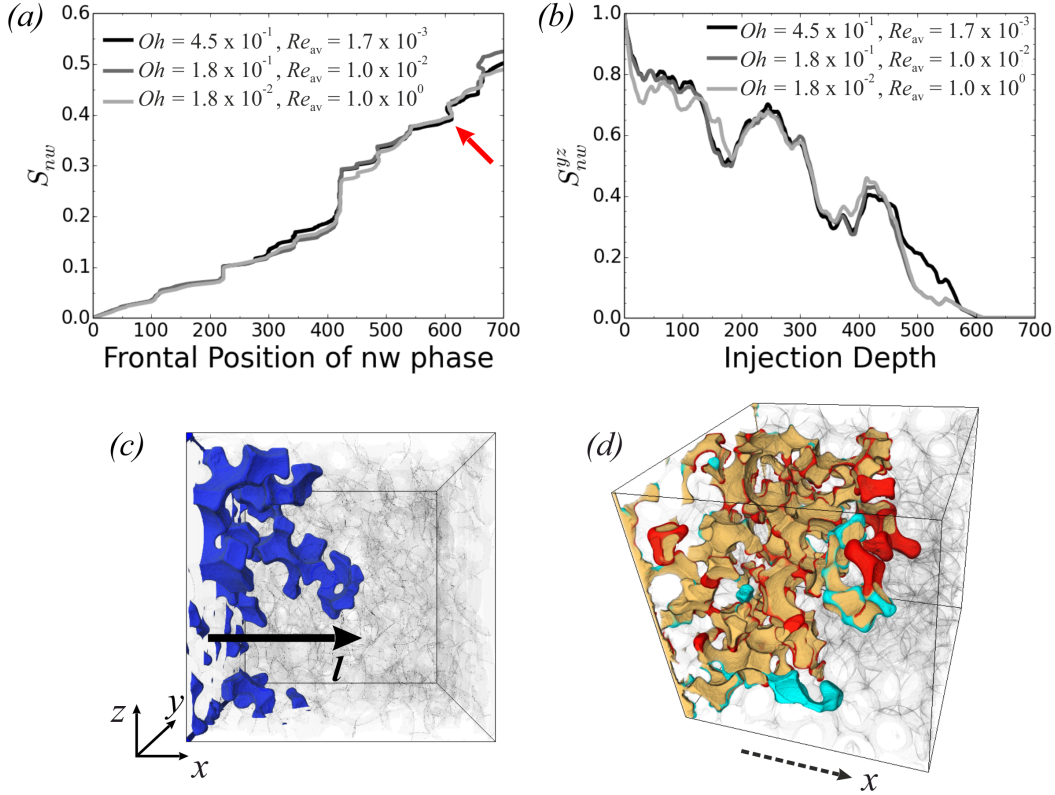 (a)
0.6
0.5
0.4
0.3
0.2
0.1
0.0
S_nw
Oh = 4.5 x 10⁻¹, Re_av = 1.7 x 10⁻³
Oh = 1.8 x 10⁻¹, Re_av = 1.0 x 10⁻²
Oh = 1.8 x 10⁻², Re_av = 1.0 x 10⁰
0 100 200 300 400 500 600 700
Frontal Position of nw phase
(b)
1.0
0.8
0.6
0.4
0.2
0.0
S_nw^yz
Oh = 4.5 x 10⁻¹, Re_av = 1.7 x 10⁻³
Oh = 1.8 x 10⁻¹, Re_av = 1.0 x 10⁻²
Oh = 1.8 x 10⁻², Re_av = 1.0 x 10⁰
0 100 200 300 400 500 600 700
Injection Depth
(c)
l
z
y
x
(d)
x